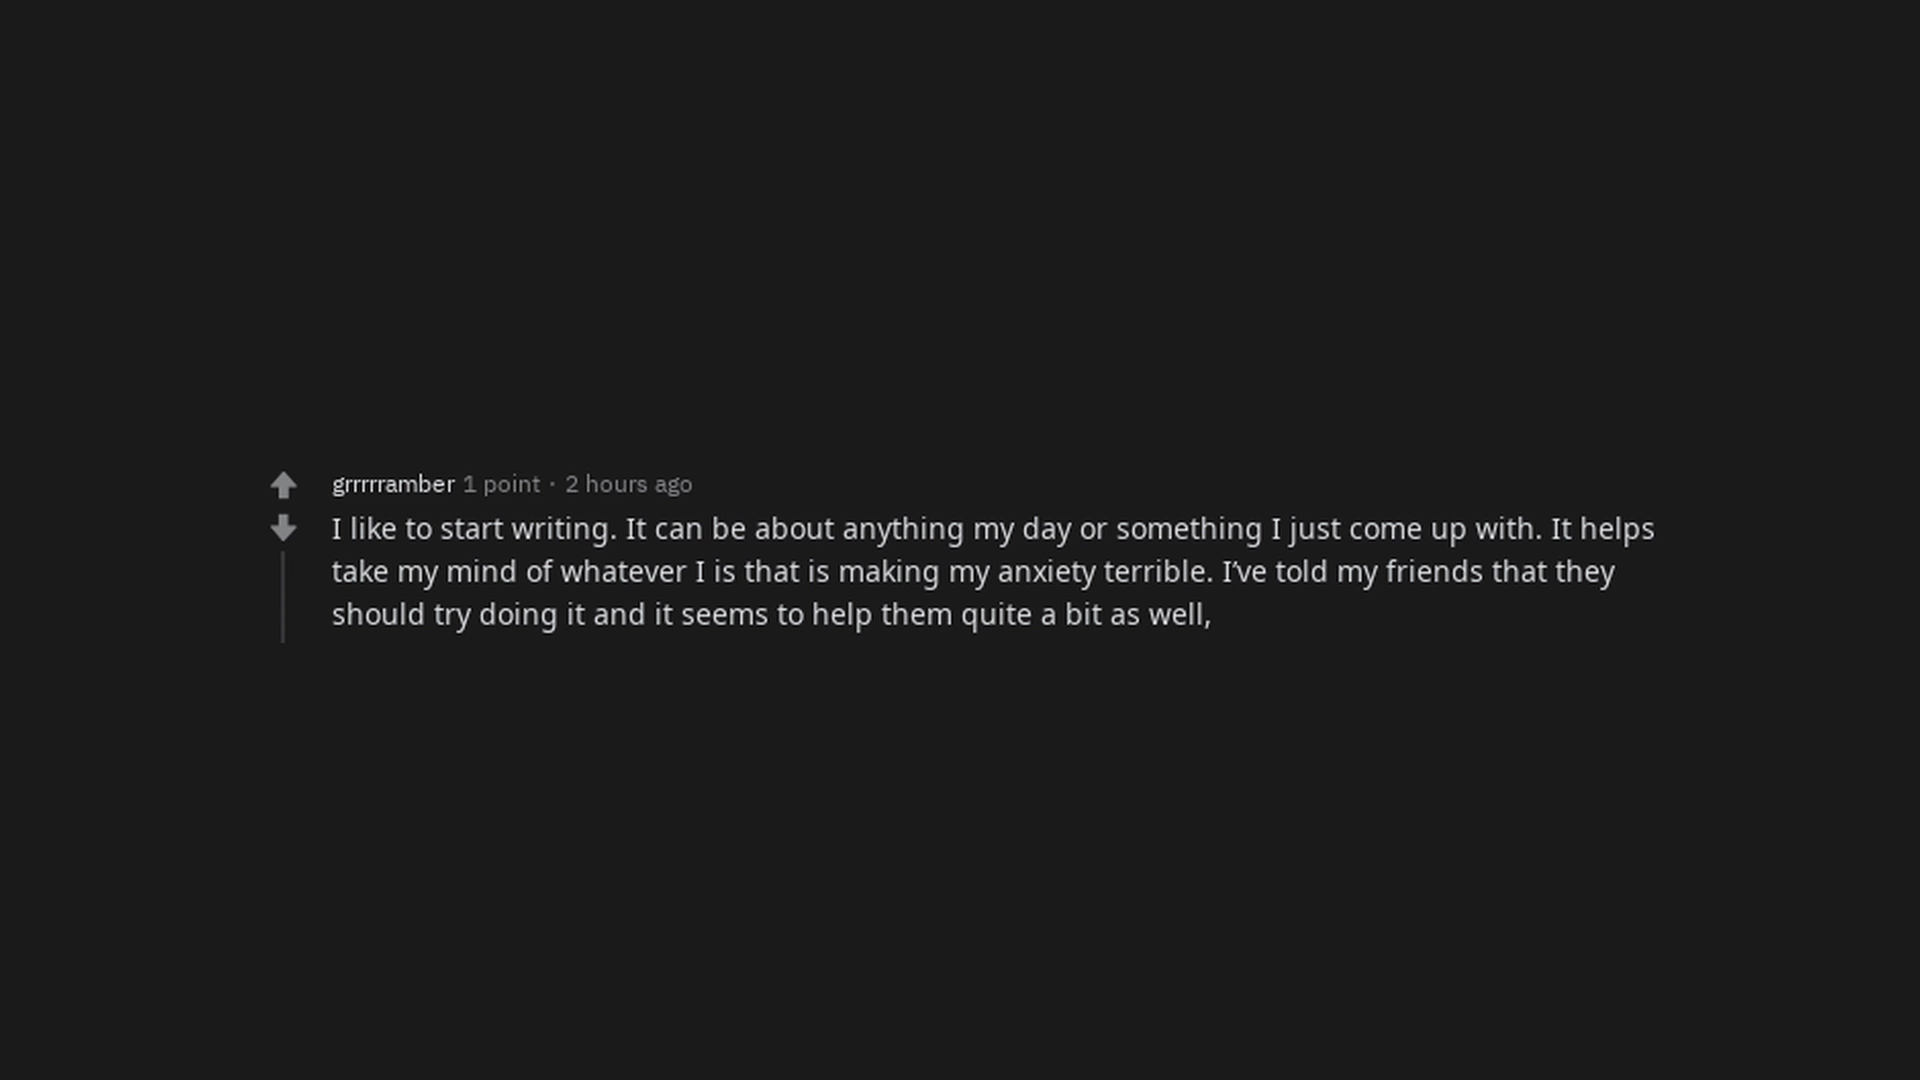 grrrrramber 1 point · 2 hours ago
I like to start writing. It can be about anything my day or something I just come up with. It helps
take my mind of whatever I is that is making my anxiety terrible. I’ve told my friends that they
should try doing it and it seems to help them quite a bit as well,